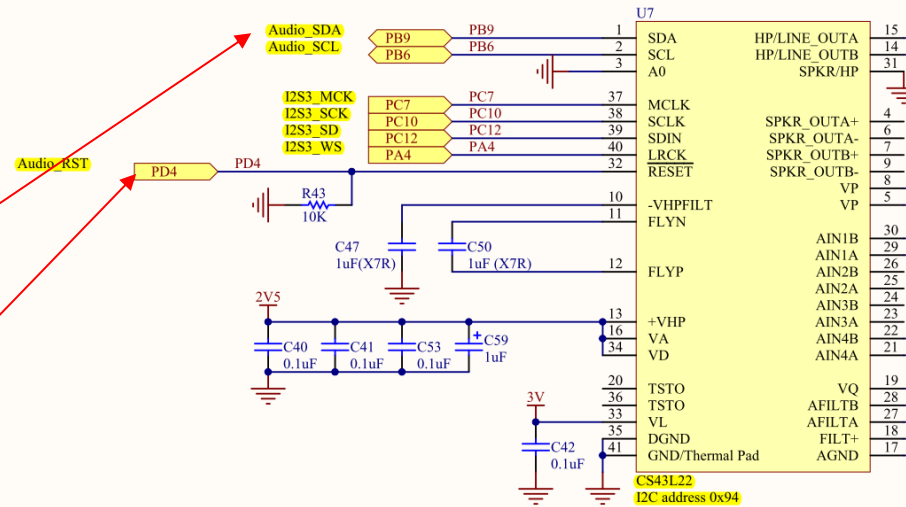 U7
Audio_SDA PB9 PB9 1 SDA HP/LINE_OUTA 15
Audio_SCL PB6 PB6 2 SCL HP/LINE_OUTB 14
3 A0 SPKR/HP 31
I2S3_MCK PC7 PC7 37 MCLK
I2S3_SCK PC10 PC10 38 SCLK SPKR_OUTA+ 4
I2S3_SD PC12 PC12 39 SDIN SPKR_OUTA- 6
I2S3_WS PA4 PA4 40 LRCK SPKR_OUTB+ 7
Audio_RST PD4 PD4 32 RESET SPKR_OUTB- 9
VP 8
R43 10 -VHPFILT VP 5
10K 11 FLYN
AIN1B 30
C47 C50 AIN1A 29
1uF(X7R) 1uF (X7R) 12 FLYP AIN2B 26
AIN2A 25
2V5 AIN3B 24
13 +VHP AIN3A 23
16 VA AIN4B 22
C40 C41 C53 + C59 34 VD AIN4A 21
0.1uF 0.1uF 0.1uF 1uF
20 TSTO VQ 19
3V 36 TSTO AFILTB 28
33 VL AFILTA 27
35 DGND FILT+ 18
C42 41 GND/Thermal Pad AGND 17
0.1uF
CS43L22
I2C address 0x94